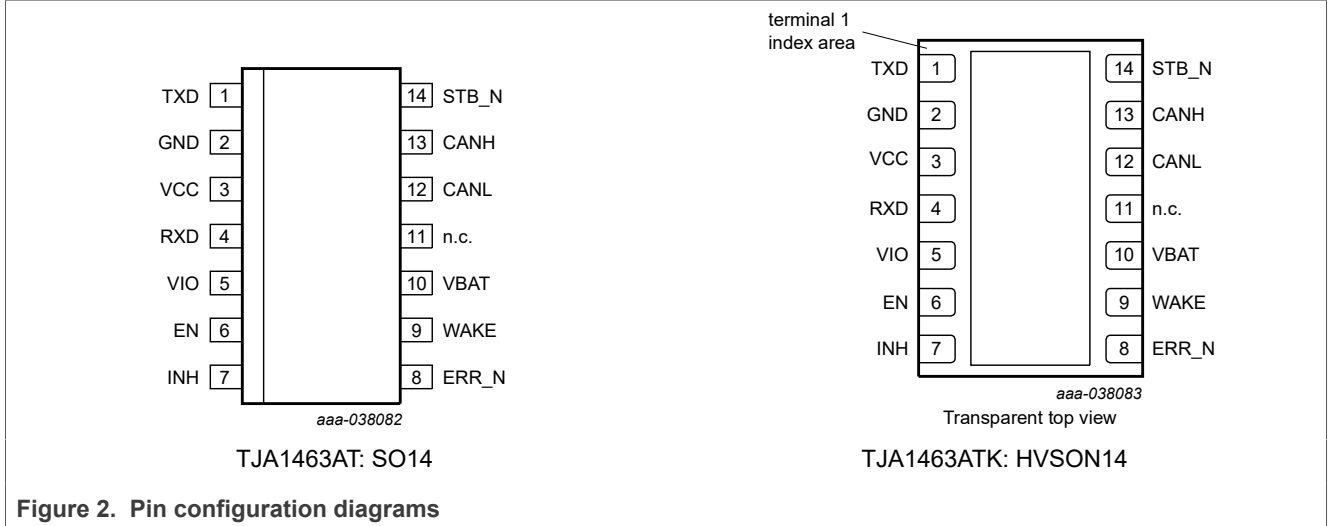 TXD 1 14 STB_N
GND 2 13 CANH
VCC 3 12 CANL
RXD 4 11 n.c.
VIO 5 10 VBAT
EN 6 9 WAKE
INH 7 8 ERR_N
aaa-038082
TJA1463AT: SO14
terminal 1
index area
TXD 1 14 STB_N
GND 2 13 CANH
VCC 3 12 CANL
RXD 4 11 n.c.
VIO 5 10 VBAT
EN 6 9 WAKE
INH 7 8 ERR_N
aaa-038083
Transparent top view
TJA1463ATK: HVSON14
Figure 2. Pin configuration diagrams